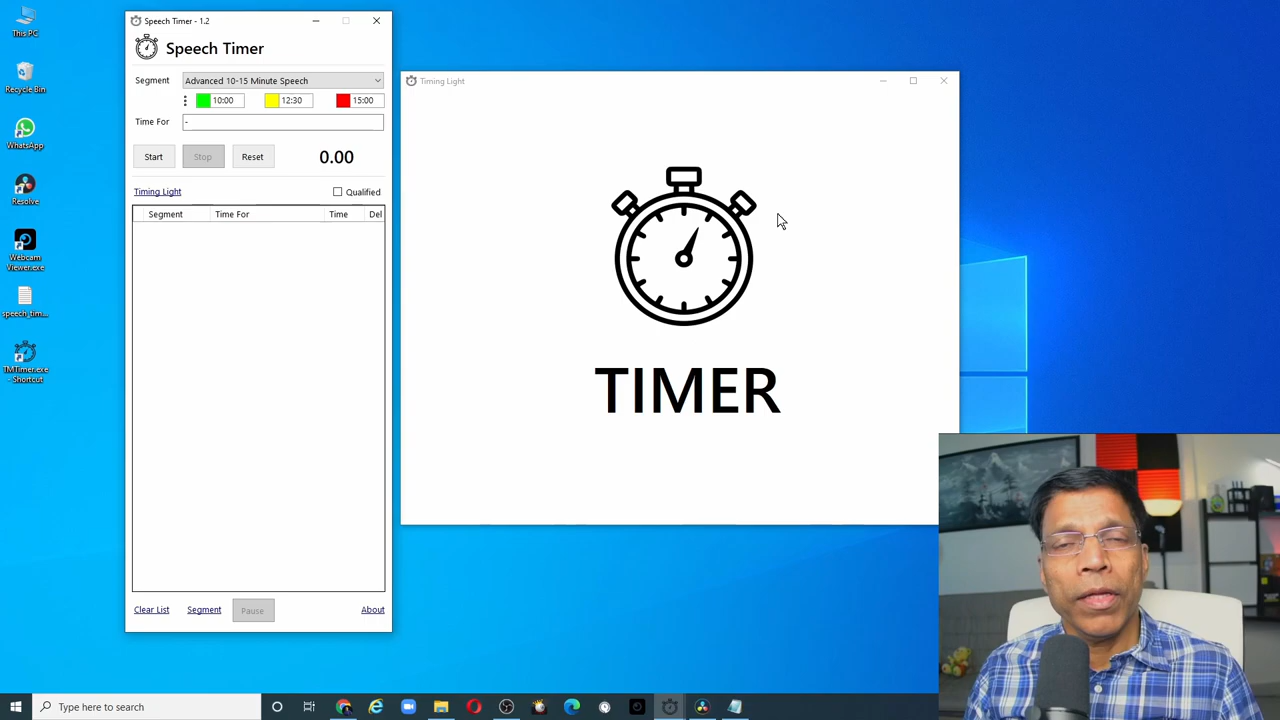 This PC
Recycle Bin
WhatsApp
Resolve
Webcam
Viewer.exe
speech_tim...
TMTimer.exe
- Shortcut
Speech Timer - 1.2
Speech Timer
Segment
Advanced 10-15 Minute Speech
10:00
12:30
15:00
Time For
-
Start
Stop
Reset
0.00
Timing Light
Qualified
Segment
Time For
Time
Del
Clear List
Segment
Pause
About
Timing Light
TIMER
Type here to search